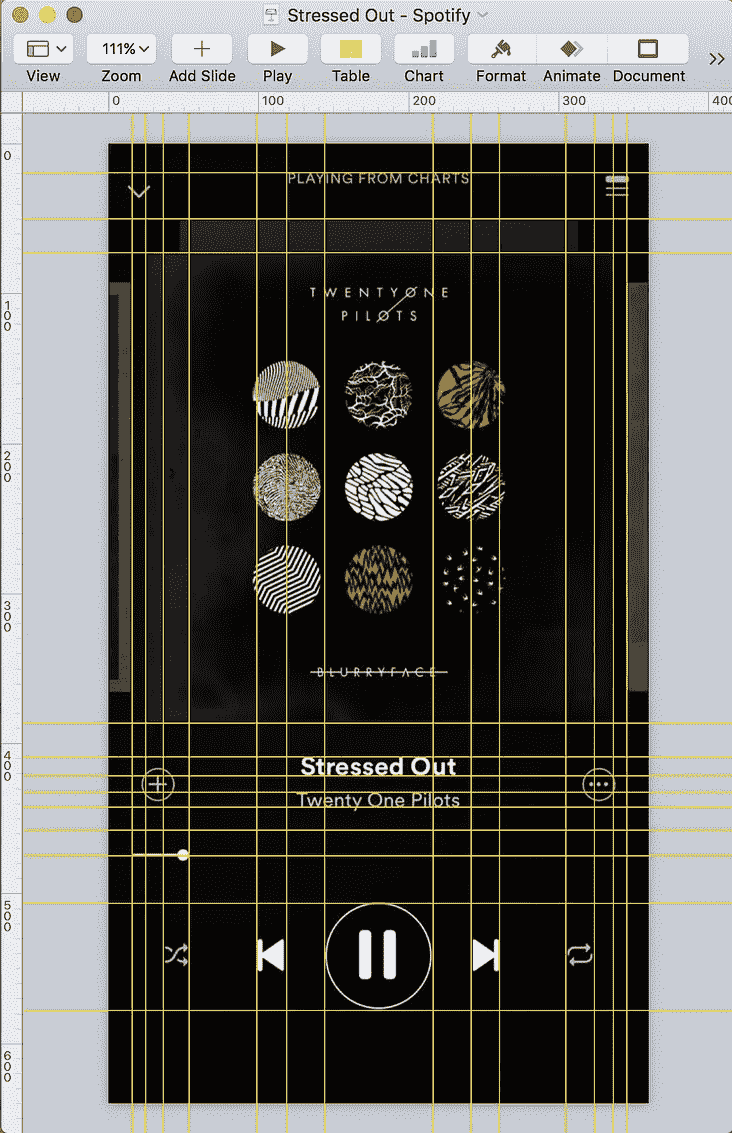 Stressed Out - Spotify
111%
View Zoom Add Slide Play Table Chart Format Animate Document
0 100 200 300 400
0
100
200
300
400
500
600
PLAYING FROM CHARTS
TWENTY ONE
PILOTS
BLURRYFACE
Stressed Out
Twenty One Pilots